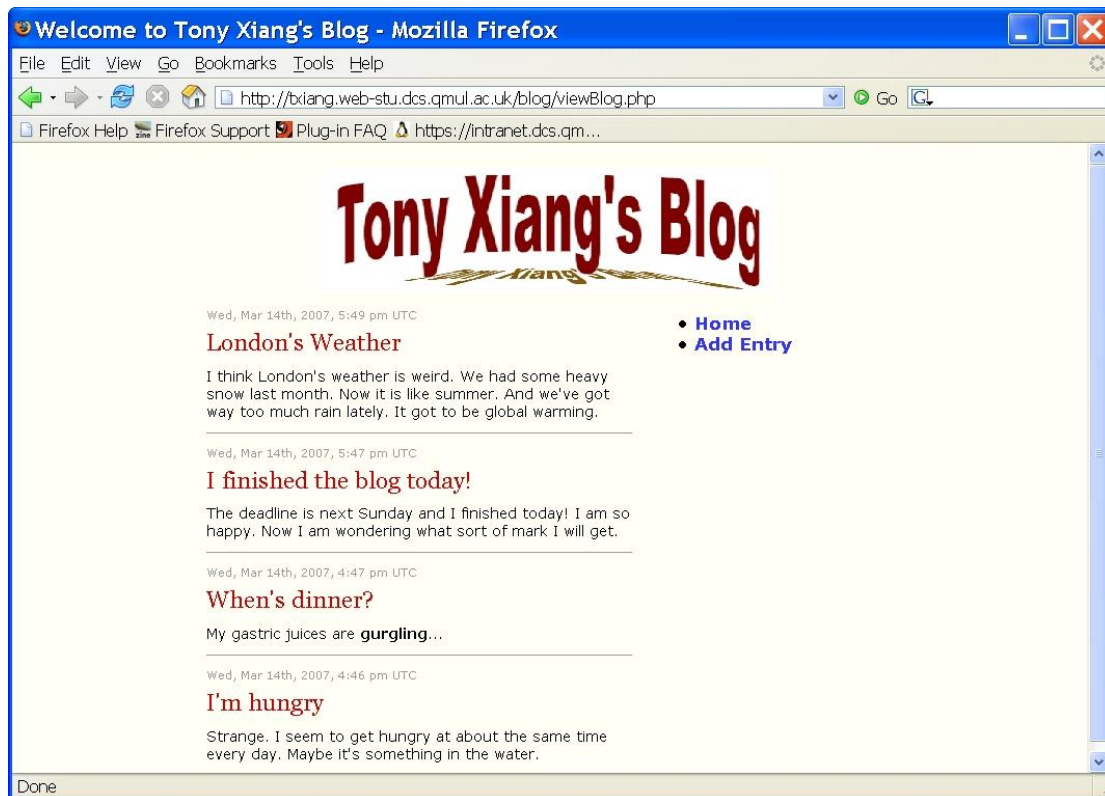 Welcome to Tony Xiang's Blog - Mozilla Firefox
File Edit View Go Bookmarks Tools Help
http://txiang.web-stu.dcs.qmul.ac.uk/blog/viewBlog.php Go G
Firefox Help Firefox Support Plug-in FAQ https://intranet.dcs.qm...
Tony Xiang's Blog
Wed, Mar 14th, 2007, 5:49 pm UTC
London's Weather
I think London's weather is weird. We had some heavy
snow last month. Now it is like summer. And we've got
way too much rain lately. It got to be global warming.
Wed, Mar 14th, 2007, 5:47 pm UTC
I finished the blog today!
The deadline is next Sunday and I finished today! I am so
happy. Now I am wondering what sort of mark I will get.
Wed, Mar 14th, 2007, 4:47 pm UTC
When's dinner?
My gastric juices are gurgling...
Wed, Mar 14th, 2007, 4:46 pm UTC
I'm hungry
Strange. I seem to get hungry at about the same time
every day. Maybe it's something in the water.
Home
Add Entry
Done